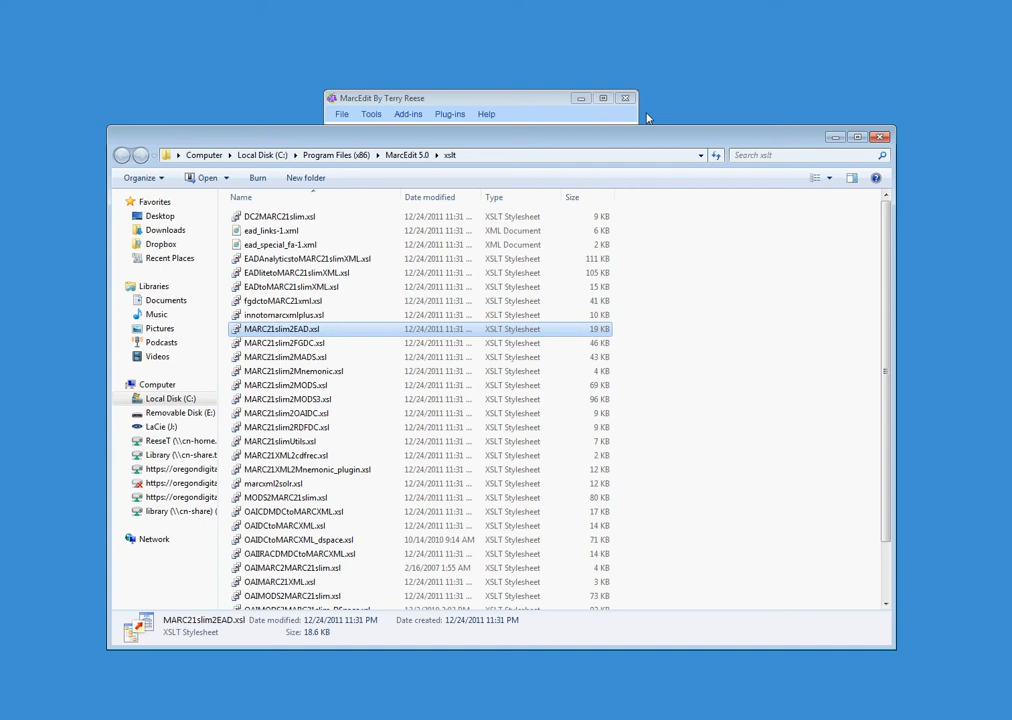 MarcEdit By Terry Reese
File Tools Add-ins Plug-ins Help
Computer Local Disk (C:) Program Files (x86) MarcEdit 5.0 xslt Search xslt
Organize Open Burn New folder
Name Date modified Type Size
Favorites
Desktop
Downloads
Dropbox
Recent Places
Libraries
Documents
Music
Pictures
Podcasts
Videos
Computer
Local Disk (C:)
Removable Disk (E:)
LaCie (J:)
ReeseT (\\cn-home.
Library (\\cn-share.t
https://oregondigita
https://oregondigita
https://oregondigita
library (\\cn-share) (
Network
DC2MARC21slim.xsl 12/24/2011 11:31 ... XSLT Stylesheet 9 KB
ead_links-1.xml 12/24/2011 11:31 ... XML Document 6 KB
ead_special_fa-1.xml 12/24/2011 11:31 ... XML Document 2 KB
EADAnalyticstoMARC21slimXML.xsl 12/24/2011 11:31 ... XSLT Stylesheet 111 KB
EADlitetoMARC21slimXML.xsl 12/24/2011 11:31 ... XSLT Stylesheet 105 KB
EADtoMARC21slimXML.xsl 12/24/2011 11:31 ... XSLT Stylesheet 15 KB
fgdctoMARC21xml.xsl 12/24/2011 11:31 ... XSLT Stylesheet 41 KB
innotomarcxmlplus.xsl 12/24/2011 11:31 ... XSLT Stylesheet 10 KB
MARC21slim2EAD.xsl 12/24/2011 11:31 ... XSLT Stylesheet 19 KB
MARC21slim2FGDC.xsl 12/24/2011 11:31 ... XSLT Stylesheet 46 KB
MARC21slim2MADS.xsl 12/24/2011 11:31 ... XSLT Stylesheet 43 KB
MARC21slim2Mnemonic.xsl 12/24/2011 11:31 ... XSLT Stylesheet 4 KB
MARC21slim2MODS.xsl 12/24/2011 11:31 ... XSLT Stylesheet 69 KB
MARC21slim2MODS3.xsl 12/24/2011 11:31 ... XSLT Stylesheet 96 KB
MARC21slim2OAIDC.xsl 12/24/2011 11:31 ... XSLT Stylesheet 9 KB
MARC21slim2RDFDC.xsl 12/24/2011 11:31 ... XSLT Stylesheet 9 KB
MARC21slimUtils.xsl 12/24/2011 11:31 ... XSLT Stylesheet 7 KB
MARC21XML2cdfrec.xsl 12/24/2011 11:31 ... XSLT Stylesheet 2 KB
MARC21XML2Mnemonic_plugin.xsl 12/24/2011 11:31 ... XSLT Stylesheet 12 KB
marcxml2solr.xsl 12/24/2011 11:31 ... XSLT Stylesheet 12 KB
MODS2MARC21slim.xsl 12/24/2011 11:31 ... XSLT Stylesheet 80 KB
OAICDMDCtoMARCXML.xsl 12/24/2011 11:31 ... XSLT Stylesheet 17 KB
OAIDCtoMARCXML.xsl 12/24/2011 11:31 ... XSLT Stylesheet 14 KB
OAIDCtoMARCXML_dspace.xsl 10/14/2010 9:14 AM XSLT Stylesheet 71 KB
OAIIRACDMDCtoMARCXML.xsl 12/24/2011 11:31 ... XSLT Stylesheet 14 KB
OAIMARC2MARC21slim.xsl 2/16/2007 1:55 AM XSLT Stylesheet 20 KB
OAIMARC21XML.xsl 12/24/2011 11:31 ... XSLT Stylesheet 4 KB
OAIMODS2MARC21slim.xsl 12/24/2011 11:31 ... XSLT Stylesheet 73 KB
MARC21slim2EAD.xsl Date modified: 12/24/2011 11:31 PM Date created: 12/24/2011 11:31 PM
XSLT Stylesheet Size: 18.6 KB